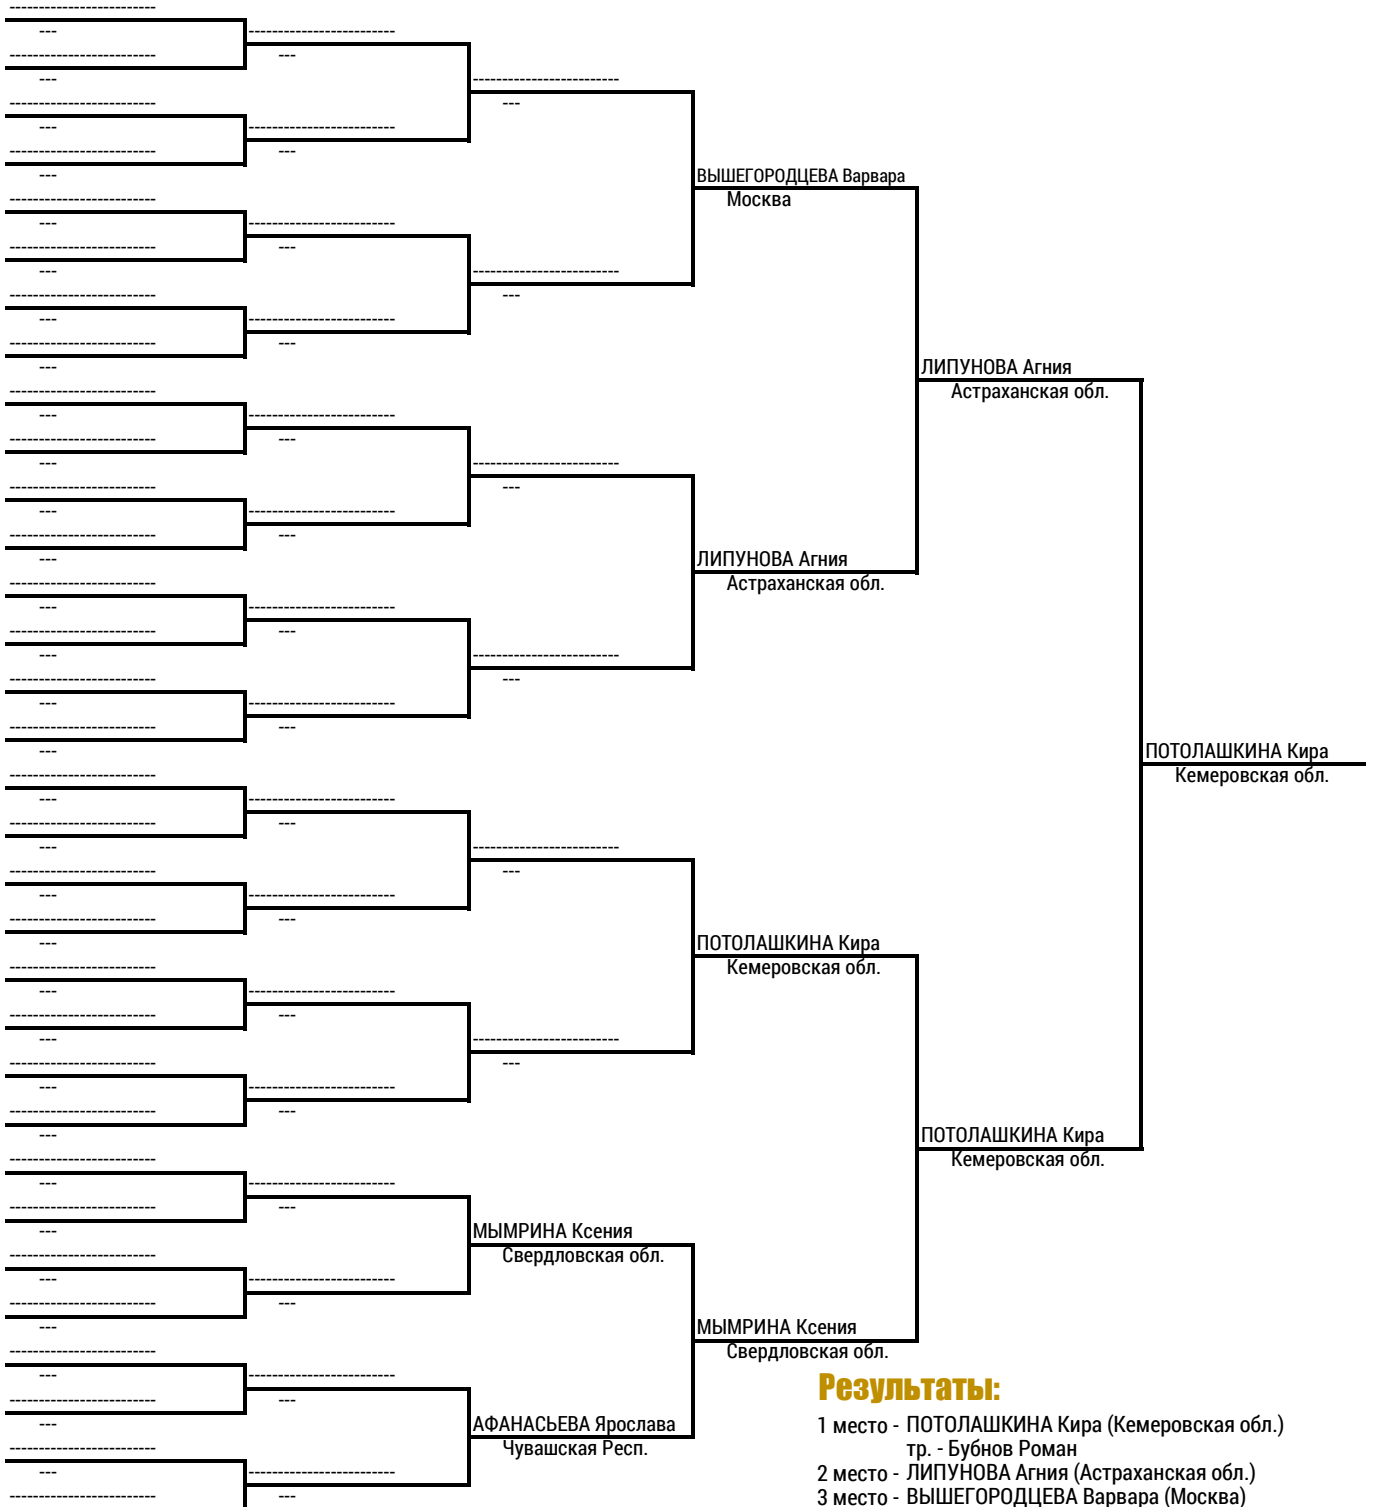 ВЫШЕГОРОДЦЕВА Варвара
Москва
ЛИПУНОВА Агния
Астраханская обл.
ЛИПУНОВА Агния
Астраханская обл.
ПОТОЛАШКИНА Кира
Кемеровская обл.
ПОТОЛАШКИНА Кира
Кемеровская обл.
ПОТОЛАШКИНА Кира
Кемеровская обл.
МЫМРИНА Ксения
Свердловская обл.
МЫМРИНА Ксения
Свердловская обл.
АФАНАСЬЕВА Ярослава
Чувашская Респ.
Результаты:
1 место - ПОТОЛАШКИНА Кира (Кемеровская обл.)
тр. - Бубнов Роман
2 место - ЛИПУНОВА Агния (Астраханская обл.)
3 место - ВЫШЕГОРОДЦЕВА Варвара (Москва)